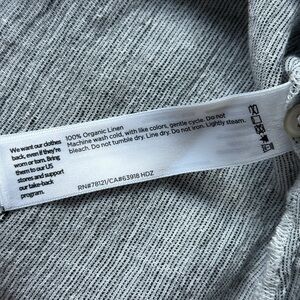 We want our clothes
back, even if they're
worn or torn. Bring
them to our US
stores and support
our take-back
program.
100% Organic Linen
Machine wash cold, with like colors, gentle cycle. Do not
bleach. Do not tumble dry. Line dry. Do not iron. Lightly steam.
RN#78121/CA#63918 HDZ